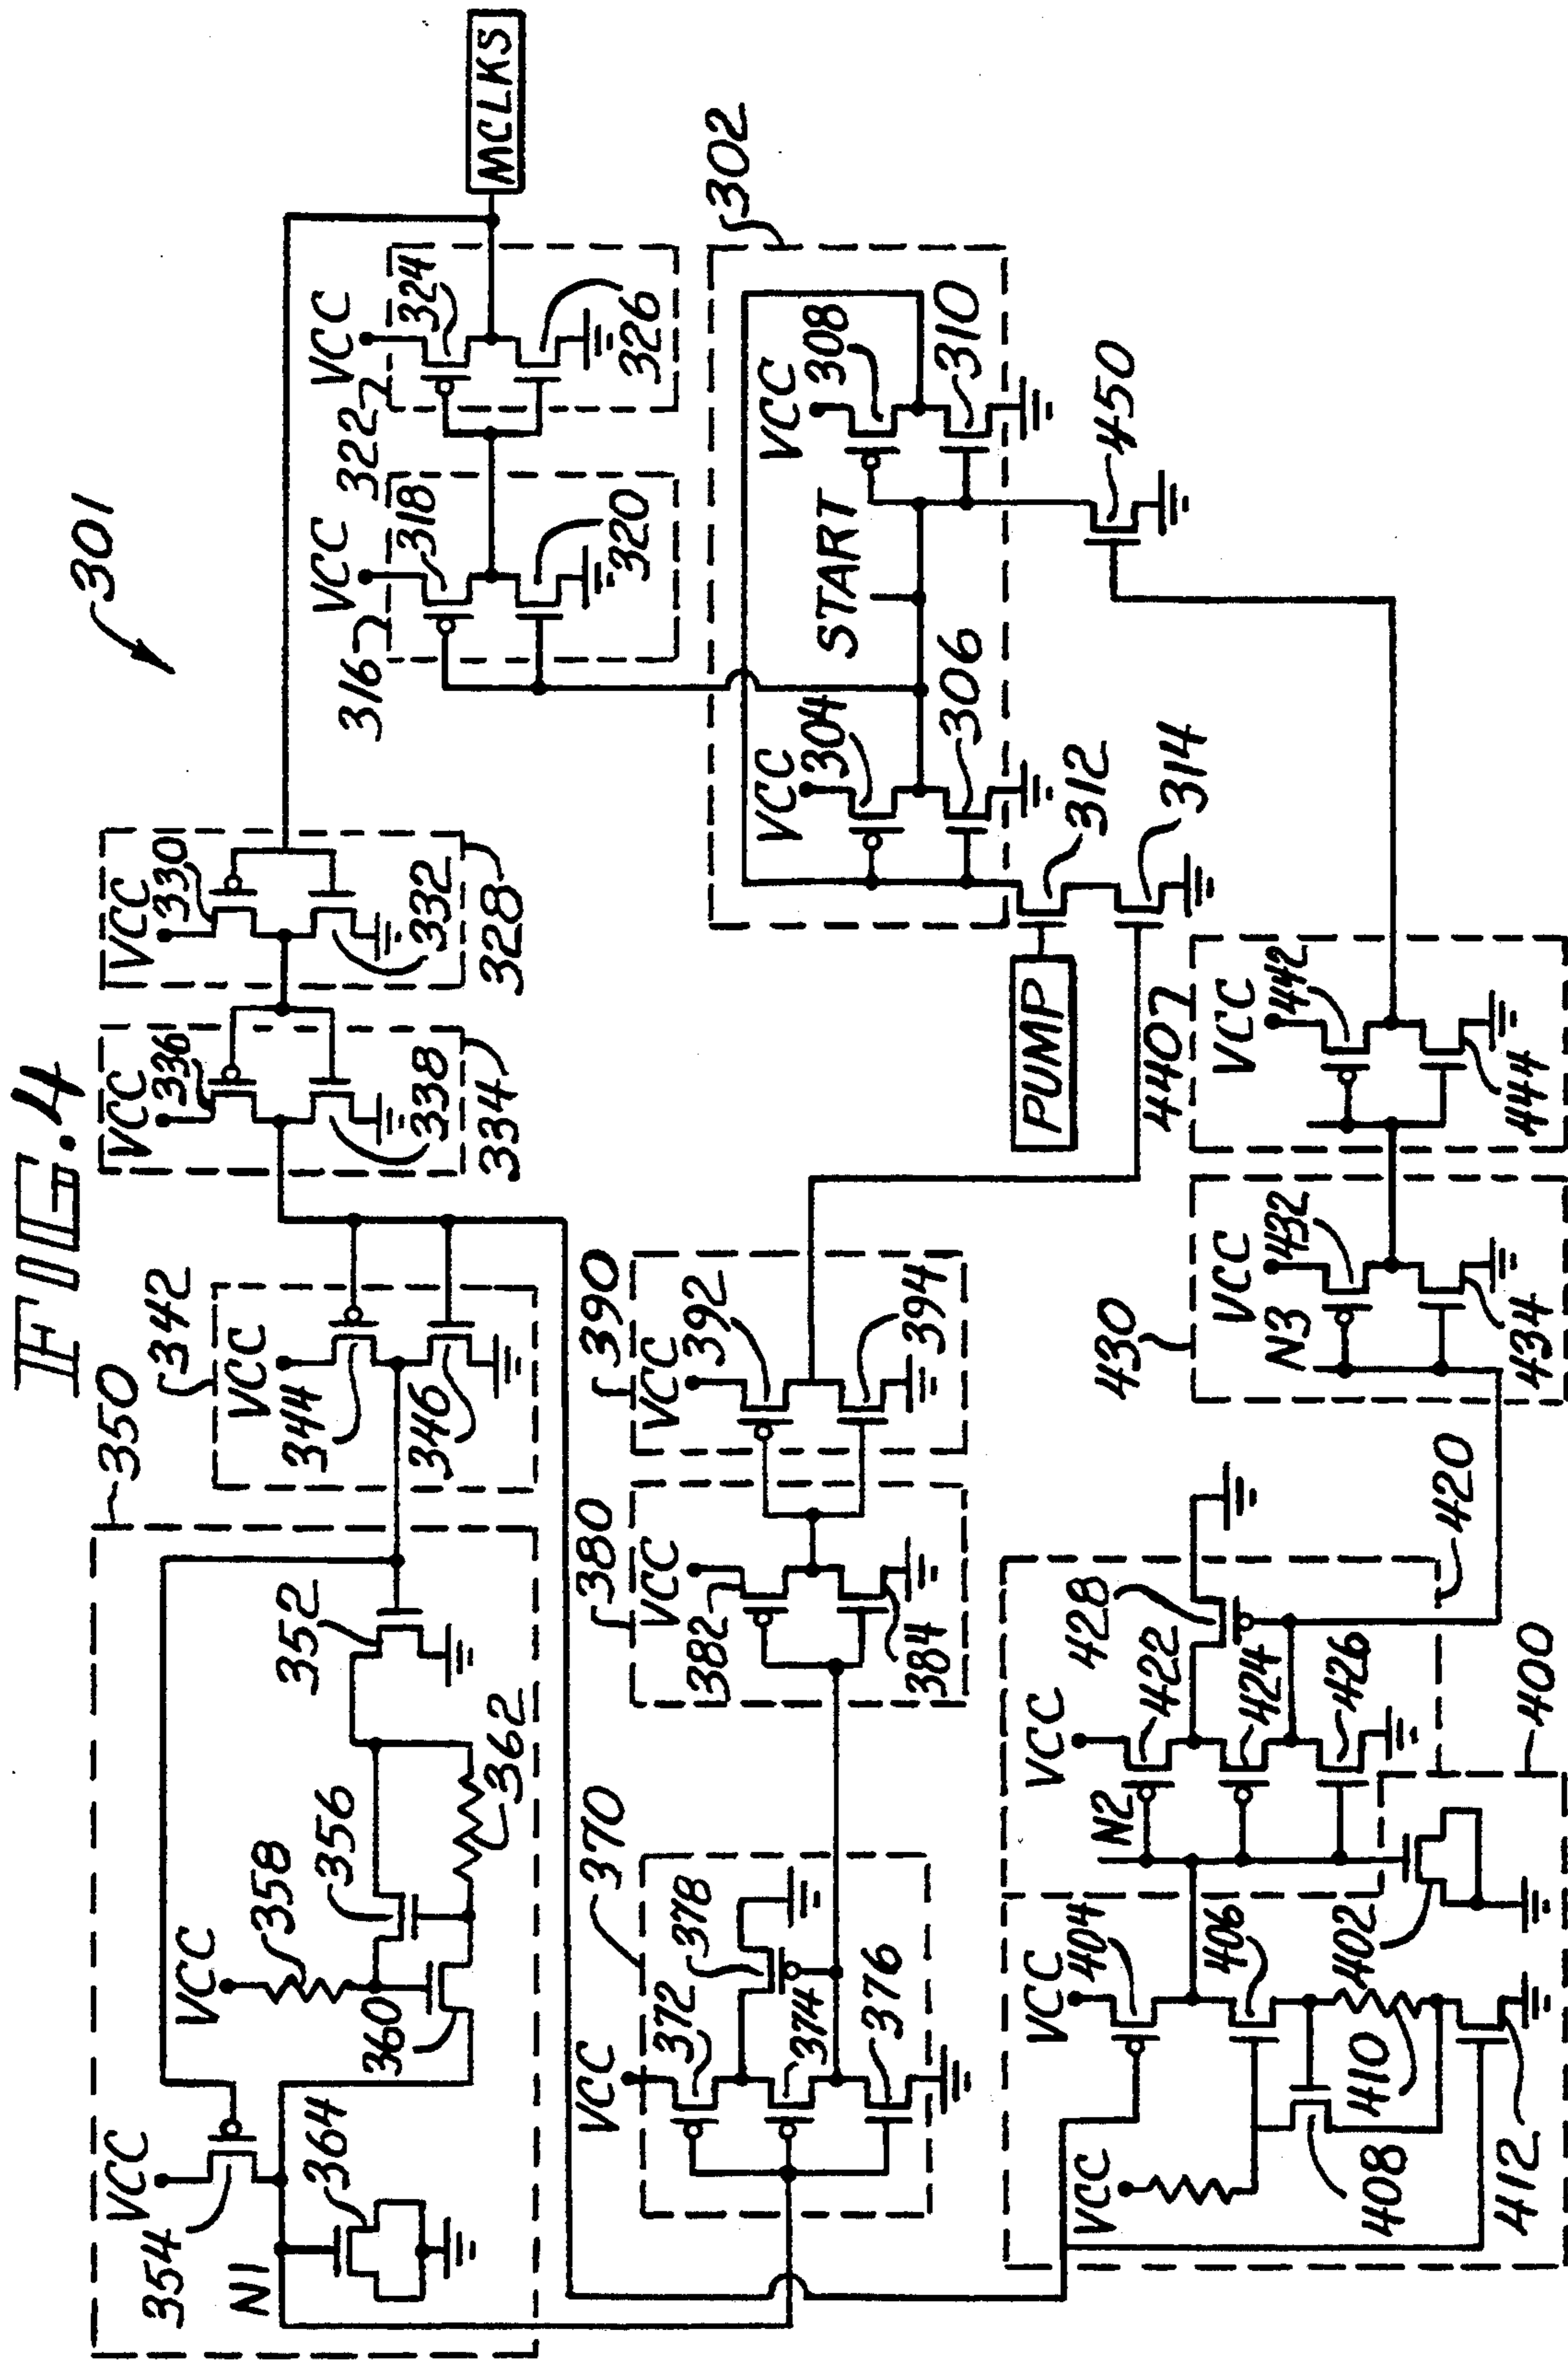 FIG. 4
301
350
VCC
354
N1
364
VCC
358
356
360
352
362
342
VCC
344
346
VCC
336
338
334
VCC
330
332
328
316
VCC
318
320
322
VCC
324
326
MCLKS
370
VCC
372
378
374
376
380
VCC
382
384
390
VCC
392
394
302
VCC
304
306
START
VCC
308
310
312
314
PUMP
450
VCC
408
VCC
404
406
410
402
412
400
N2
VCC
422
428
424
426
420
430
N3
VCC
432
434
440
VCC
442
444